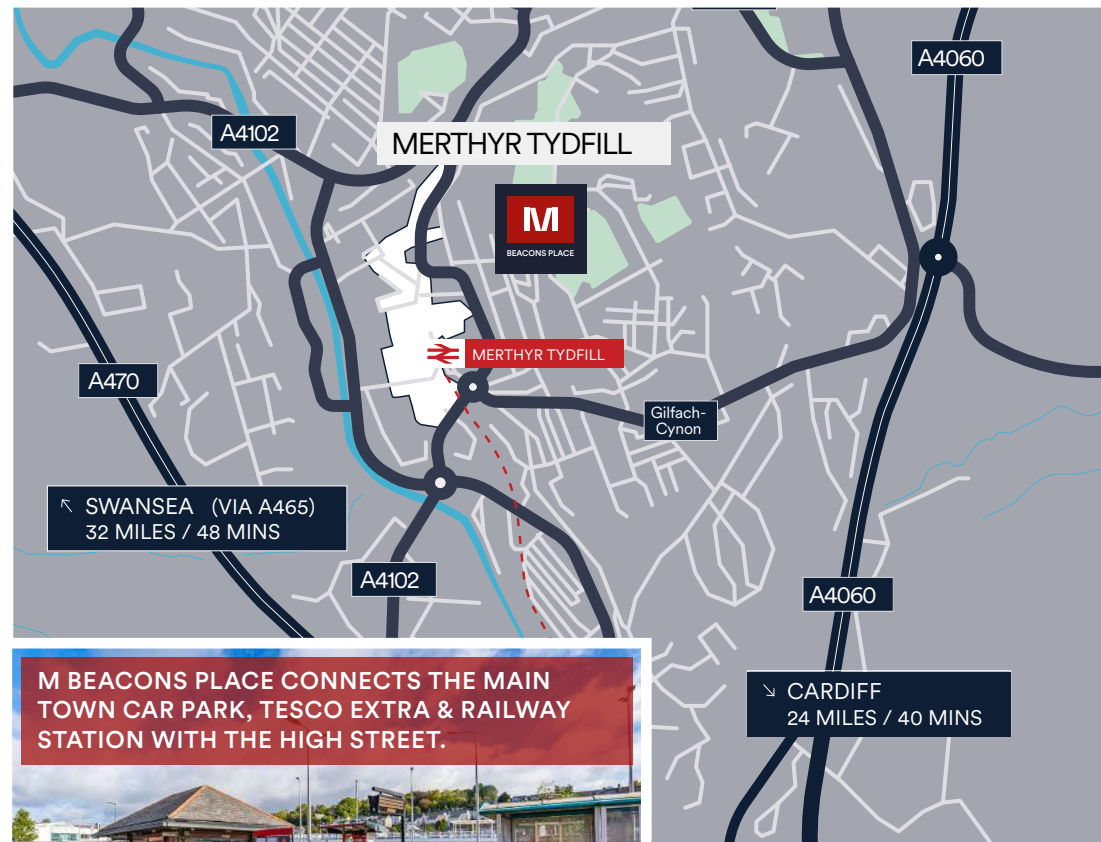 A4060
A4102
MERTHYR TYDFILL
M
BEACONS PLACE
MERTHYR TYDFILL
A470
Gilfach-
Cynon
↖ SWANSEA (VIA A465)
32 MILES / 48 MINS
A4102
A4060
↘ CARDIFF
24 MILES / 40 MINS
M BEACONS PLACE CONNECTS THE MAIN
TOWN CAR PARK, TESCO EXTRA & RAILWAY
STATION WITH THE HIGH STREET.